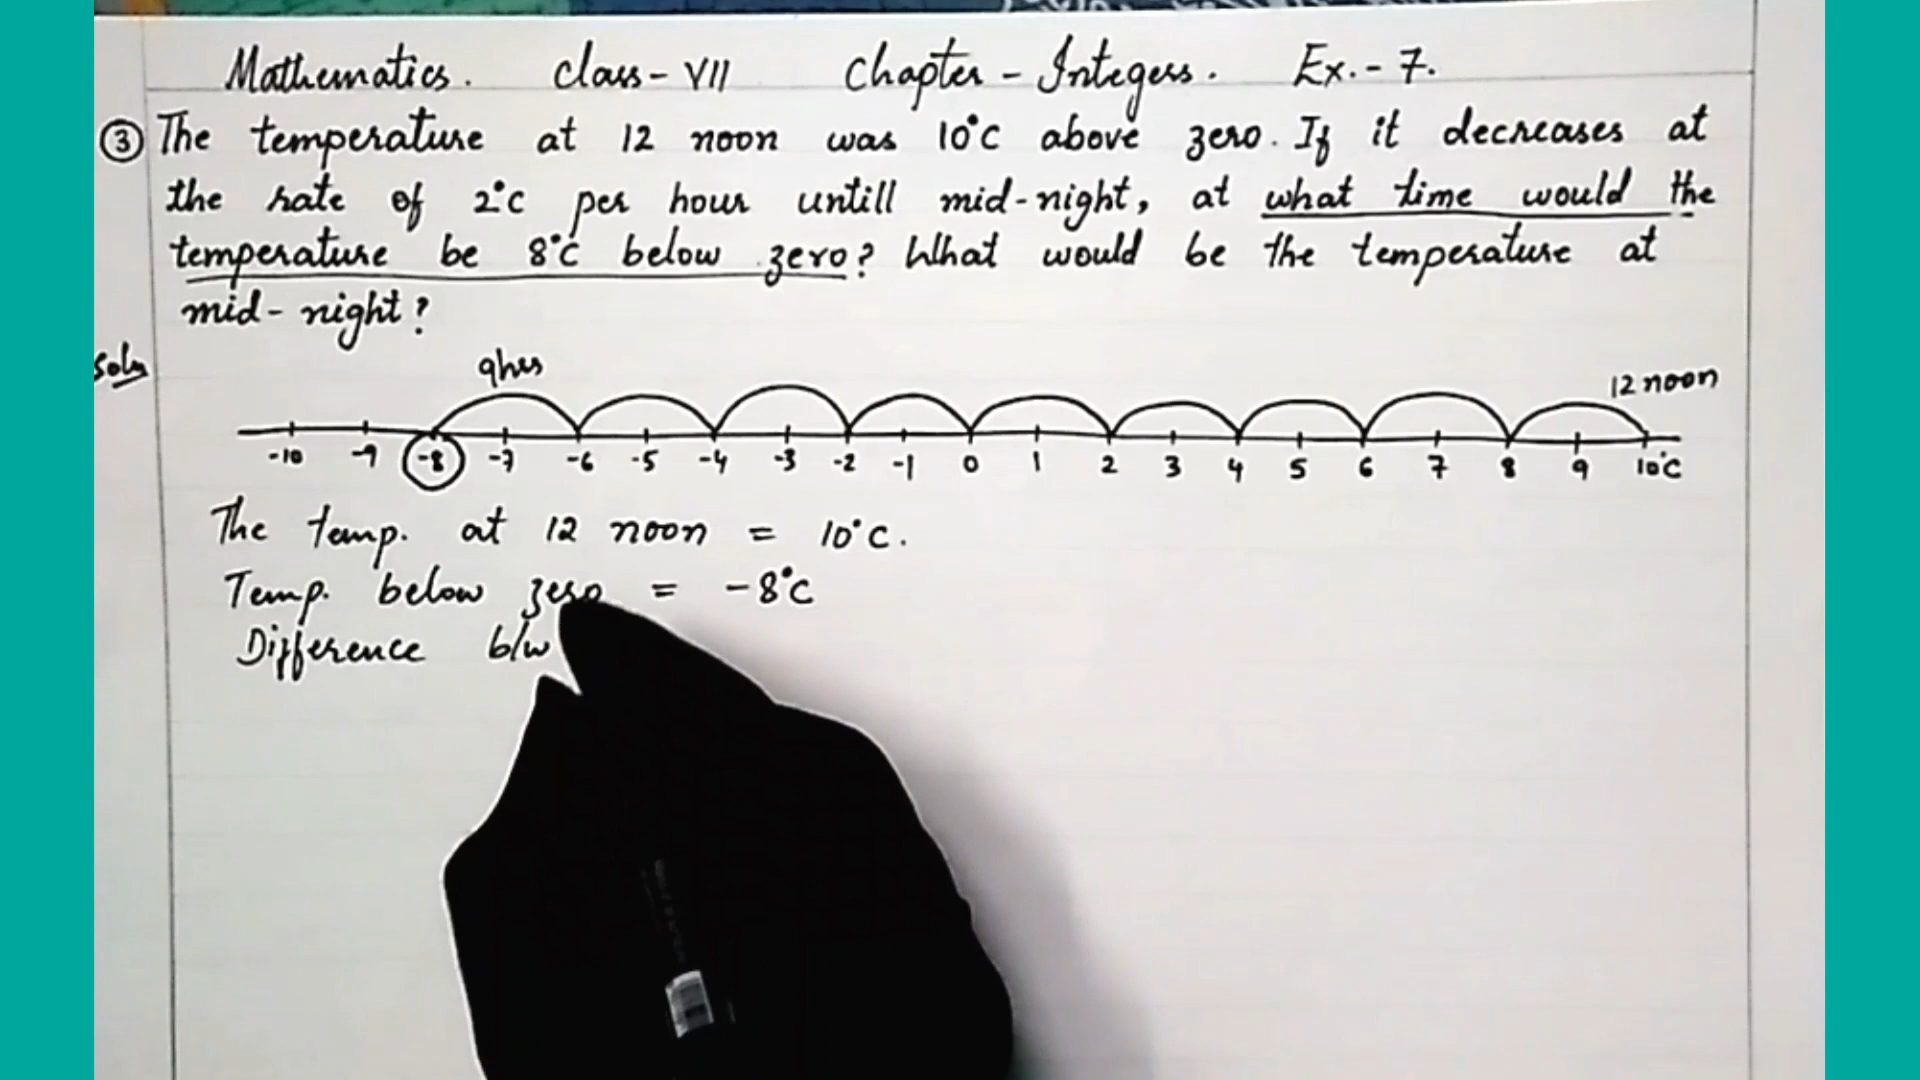 Mathematics. Class-VII Chapter - Integers. Ex.-7.
③ The temperature at 12 noon was 10°C above zero. If it decreases at
the rate of 2°C per hour untill mid-night, at what time would the
temperature be 8°C below zero? What would be the temperature at
mid-night?
Soln
9hrs
12 noon
-10 -9 -8 -7 -6 -5 -4 -3 -2 -1 0 1 2 3 4 5 6 7 8 9 10°C
The temp. at 12 noon = 10°C.
Temp. below zero = -8°C
Difference b/w